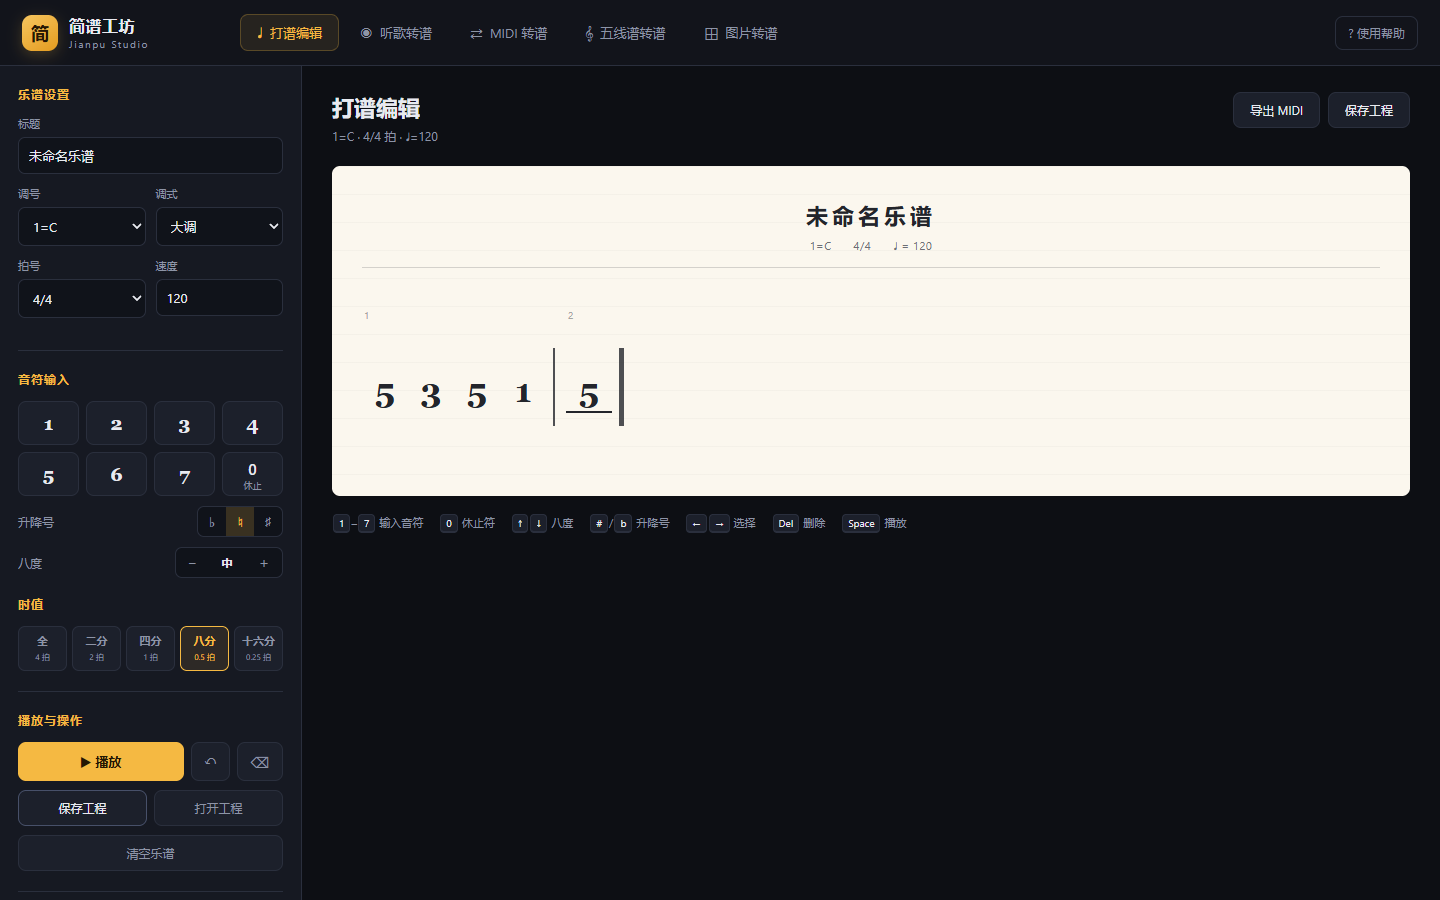 简 简谱工坊
Jianpu Studio
♩ 打谱编辑
◉ 听歌转谱
⇄ MIDI 转谱
𝄞 五线谱转谱
田 图片转谱
? 使用帮助
乐谱设置
标题
未命名乐谱
调号 调式
1=C 大调
拍号 速度
4/4 120
音符输入
1 2 3 4
5 6 7 0
休止
升降号 ♭ ♮ ♯
八度 − 中 +
时值
全 二分 四分 八分 十六分
4 拍 2 拍 1 拍 0.5 拍 0.25 拍
播放与操作
▶ 播放 ↶ ⌫
保存工程 打开工程
清空乐谱
打谱编辑
1=C · 4/4 拍 · ♩=120
导出 MIDI 保存工程
未命名乐谱
1=C 4/4 ♩ = 120
1 2
5 3 5 1 5
1 – 7 输入音符 0 休止符 ↑ ↓ 八度 # / b 升降号 ← → 选择 Del 删除 Space 播放